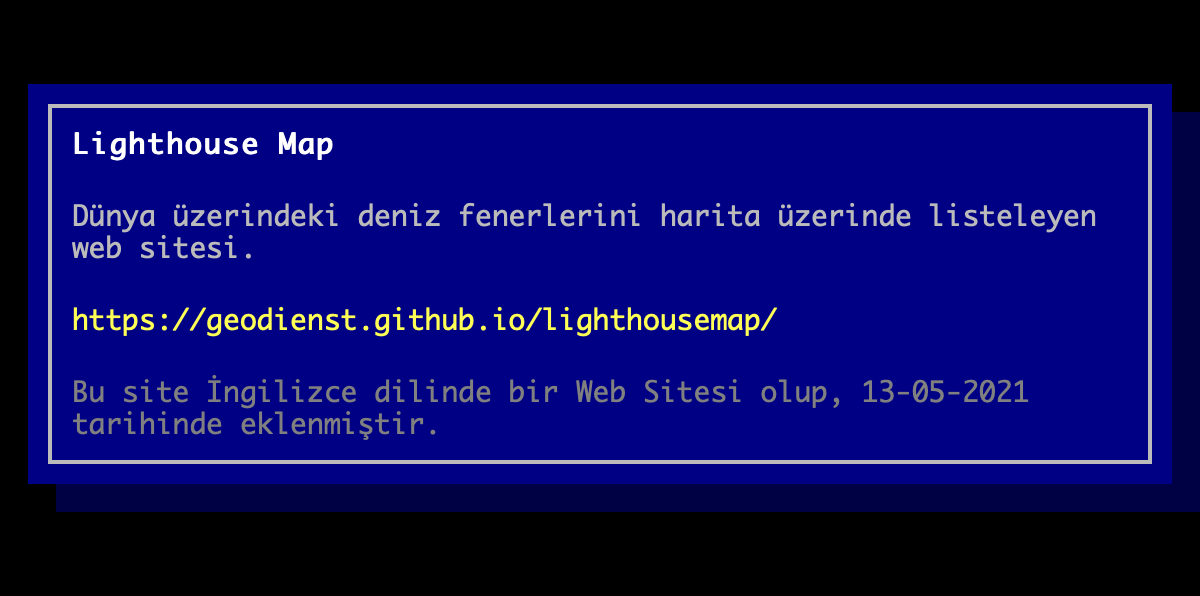 Lighthouse Map
Dünya üzerindeki deniz fenerlerini harita üzerinde listeleyen
web sitesi.
https://geodienst.github.io/lighthousemap/
Bu site İngilizce dilinde bir Web Sitesi olup, 13-05-2021
tarihinde eklenmiştir.